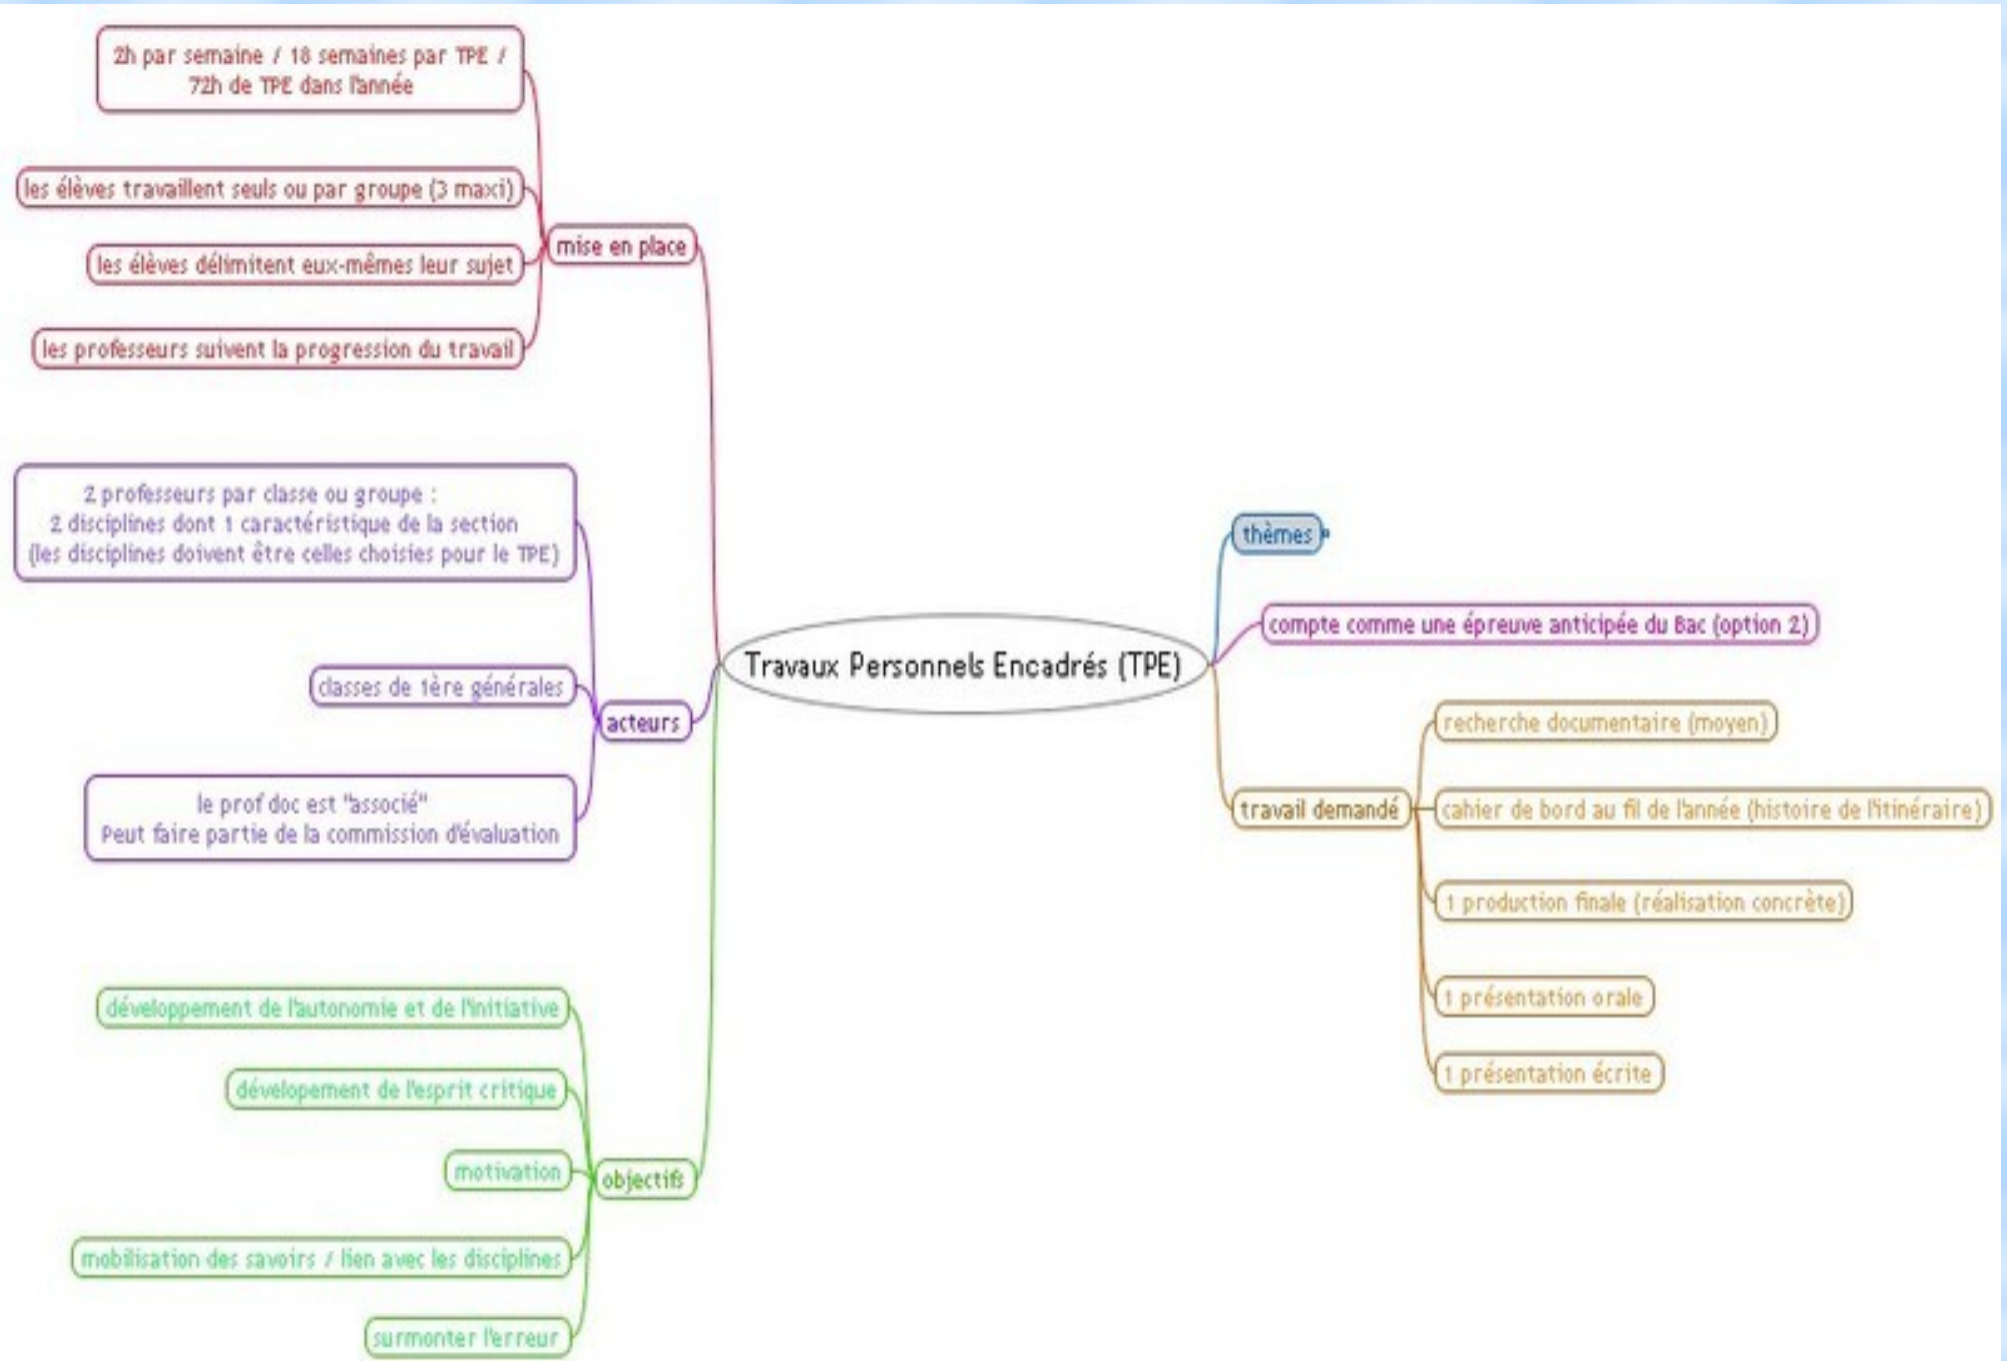 2h par semaine / 18 semaines par TPE /
72h de TPE dans l'année
les élèves travaillent seuls ou par groupe (3 maxi)
les élèves délimitent eux-mêmes leur sujet
les professeurs suivent la progression du travail
mise en place
2 professeurs par classe ou groupe :
2 disciplines dont 1 caractéristique de la section
(les disciplines doivent être celles choisies pour le TPE)
classes de 1ère générales
le prof doc est "associé"
Peut faire partie de la commission d'évaluation
acteurs
développement de l'autonomie et de l'initiative
dévelopement de l'esprit critique
motivation
mobilisation des savoirs / lien avec les disciplines
surmonter l'erreur
objectifs
Travaux Personnels Encadrés (TPE)
thèmes
compte comme une épreuve anticipée du Bac (option 2)
travail demandé
recherche documentaire (moyen)
cahier de bord au fil de l'année (histoire de l'itinéraire)
1 production finale (réalisation concrète)
1 présentation orale
1 présentation écrite